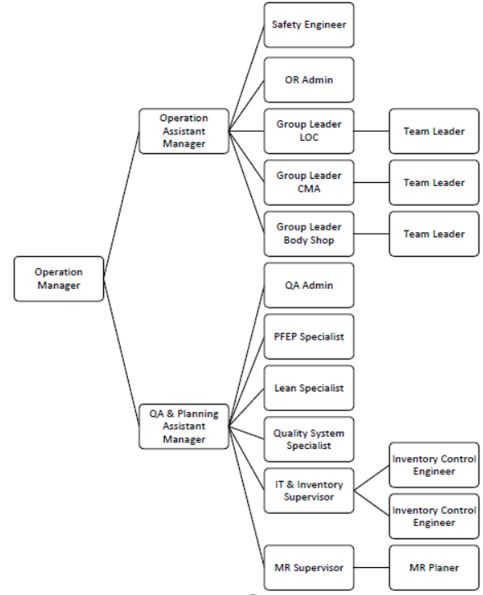 Safety Engineer
OR Admin
Operation
Assistant
Manager
Group Leader
LOC
Team Leader
Group Leader
CMA
Team Leader
Group Leader
Body Shop
Team Leader
Operation
Manager
QA Admin
PFEP Specialist
Lean Specialist
QA & Planning
Assistant
Manager
Quality System
Specialist
IT & Inventory
Supervisor
Inventory Control
Engineer
Inventory Control
Engineer
MR Supervisor
MR Planer